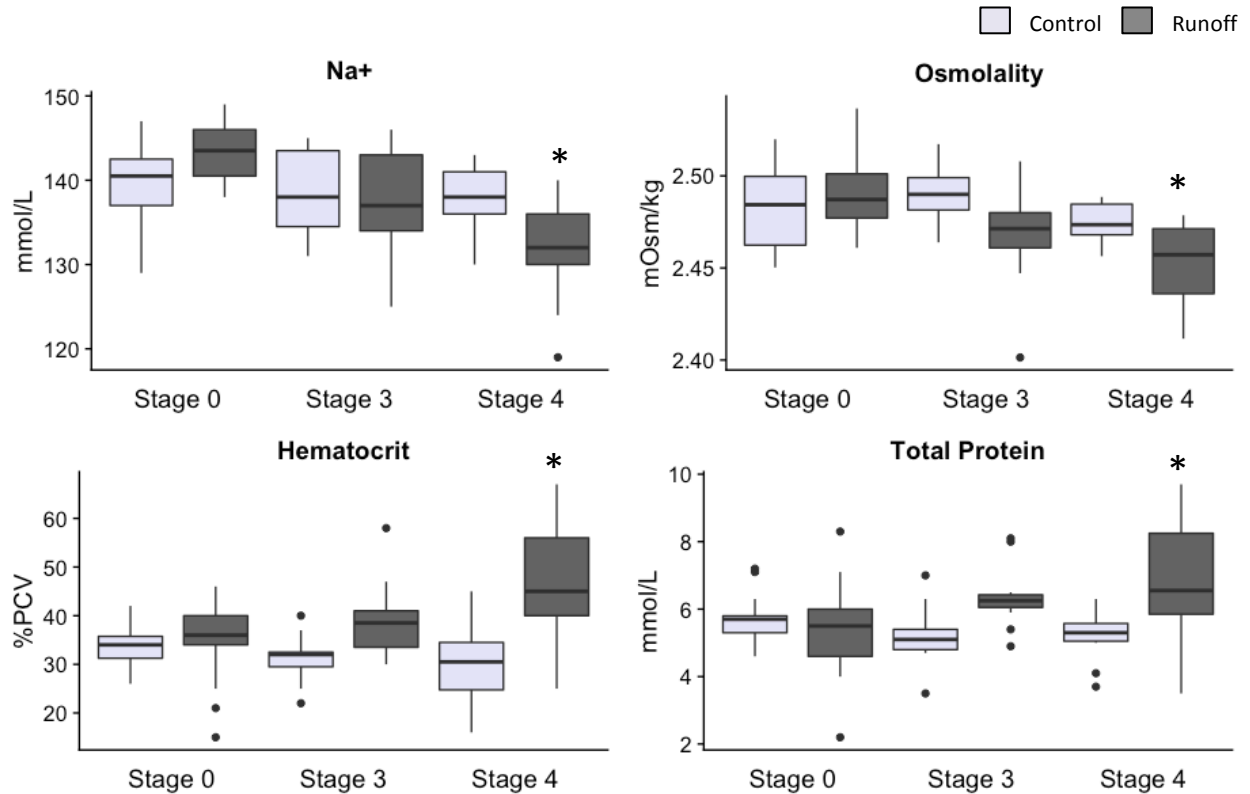 Control Runoff
Na+
Osmolality
mmol/L
150
140
130
120
*
Stage 0 Stage 3 Stage 4
mOsm/kg
2.50
2.45
2.40
*
Stage 0 Stage 3 Stage 4
Hematocrit
%PCV
60
50
40
30
20
*
Stage 0 Stage 3 Stage 4
Total Protein
mmol/L
10
8
6
4
2
*
Stage 0 Stage 3 Stage 4